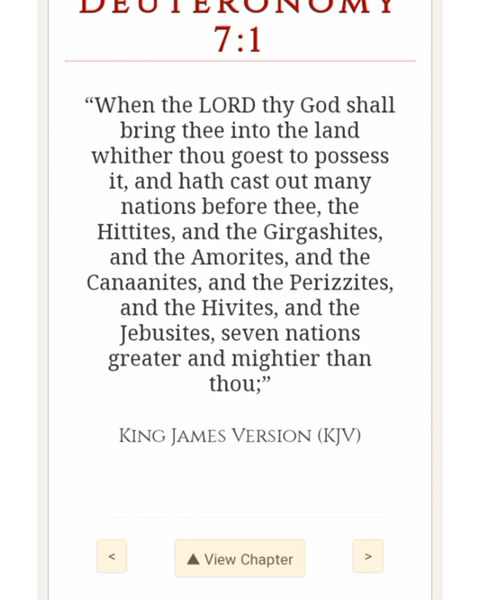 DEUTERONOMY
7:1
“When the LORD thy God shall
bring thee into the land
whither thou goest to possess
it, and hath cast out many
nations before thee, the
Hittites, and the Girgashites,
and the Amorites, and the
Canaanites, and the Perizzites,
and the Hivites, and the
Jebusites, seven nations
greater and mightier than
thou;”
King James Version (KJV)
<
▲ View Chapter
>